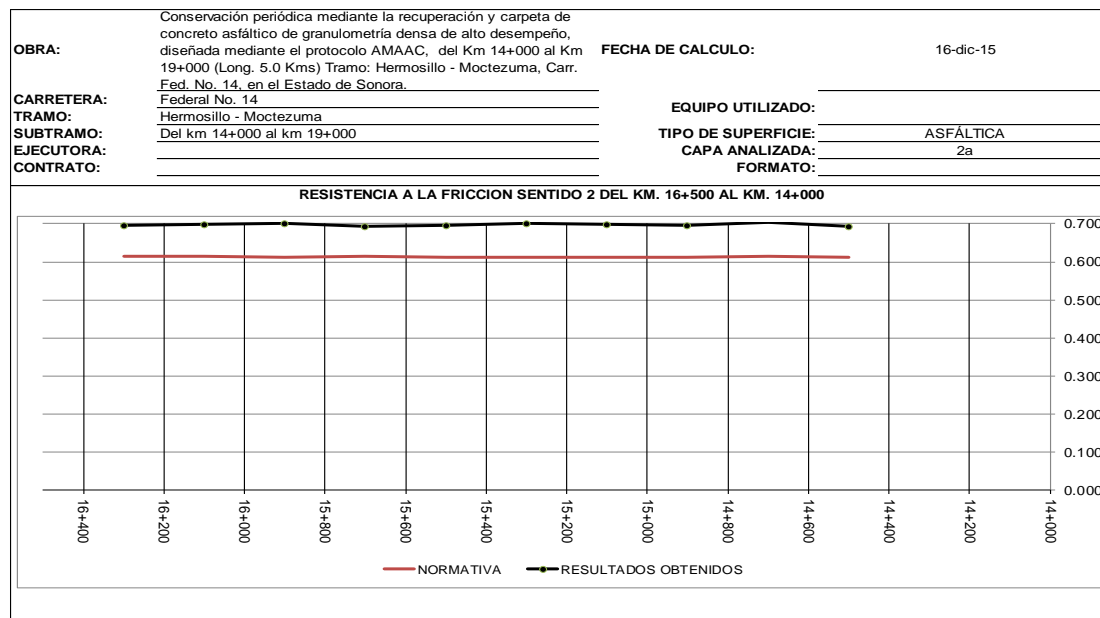 OBRA:
Conservación periódica mediante la recuperación y carpeta de
concreto asfáltico de granulometría densa de alto desempeño,
diseñada mediante el protocolo AMAAC, del Km 14+000 al Km
19+000 (Long. 5.0 Kms) Tramo: Hermosillo - Moctezuma, Carr.
Fed. No. 14, en el Estado de Sonora.
FECHA DE CALCULO: 16-dic-15
CARRETERA: Federal No. 14
EQUIPO UTILIZADO:
TRAMO: Hermosillo - Moctezuma
SUBTRAMO: Del km 14+000 al km 19+000
TIPO DE SUPERFICIE: ASFÁLTICA
EJECUTORA:
CAPA ANALIZADA: 2a
CONTRATO:
FORMATO:
RESISTENCIA A LA FRICCION SENTIDO 2 DEL KM. 16+500 AL KM. 14+000
0.700
0.600
0.500
0.400
0.300
0.200
0.100
0.000
16+400
16+200
16+000
15+800
15+600
15+400
15+200
15+000
14+800
14+600
14+400
14+200
14+000
NORMATIVA
RESULTADOS OBTENIDOS